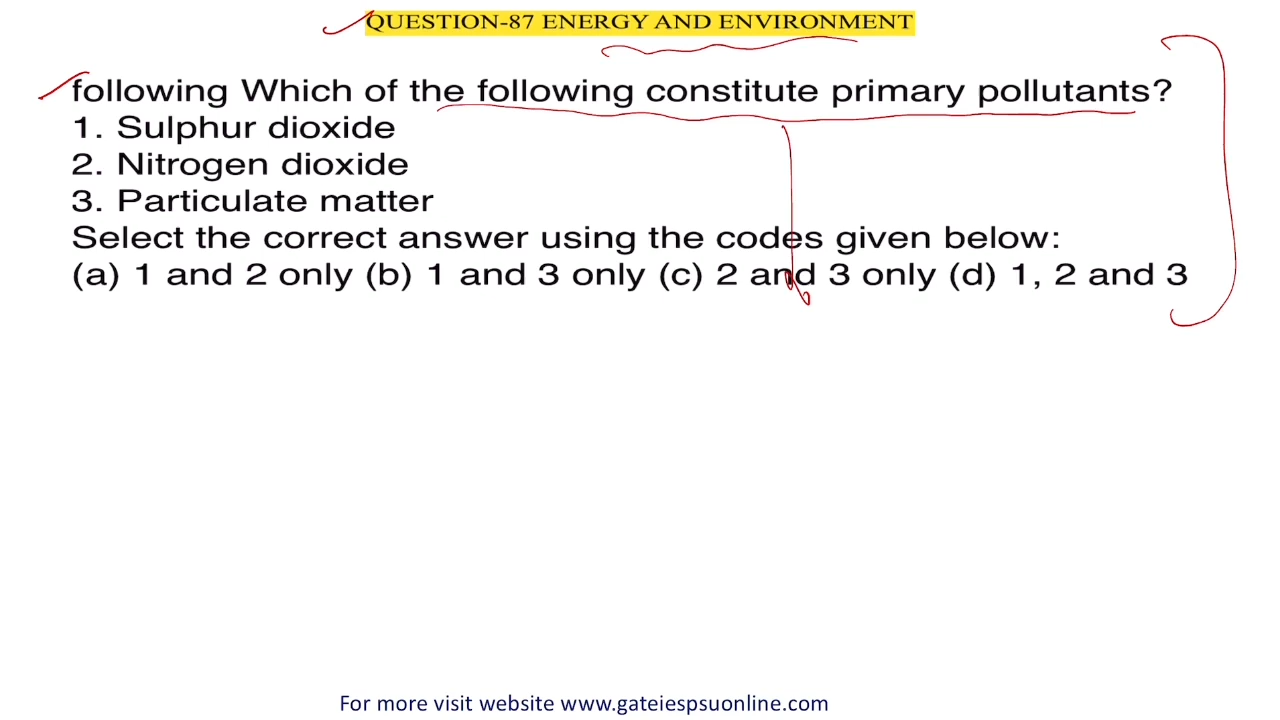 QUESTION-87 ENERGY AND ENVIRONMENT
following Which of the following constitute primary pollutants?
1. Sulphur dioxide
2. Nitrogen dioxide
3. Particulate matter
Select the correct answer using the codes given below:
(a) 1 and 2 only (b) 1 and 3 only (c) 2 and 3 only (d) 1, 2 and 3
For more visit website www.gateiespsuonline.com